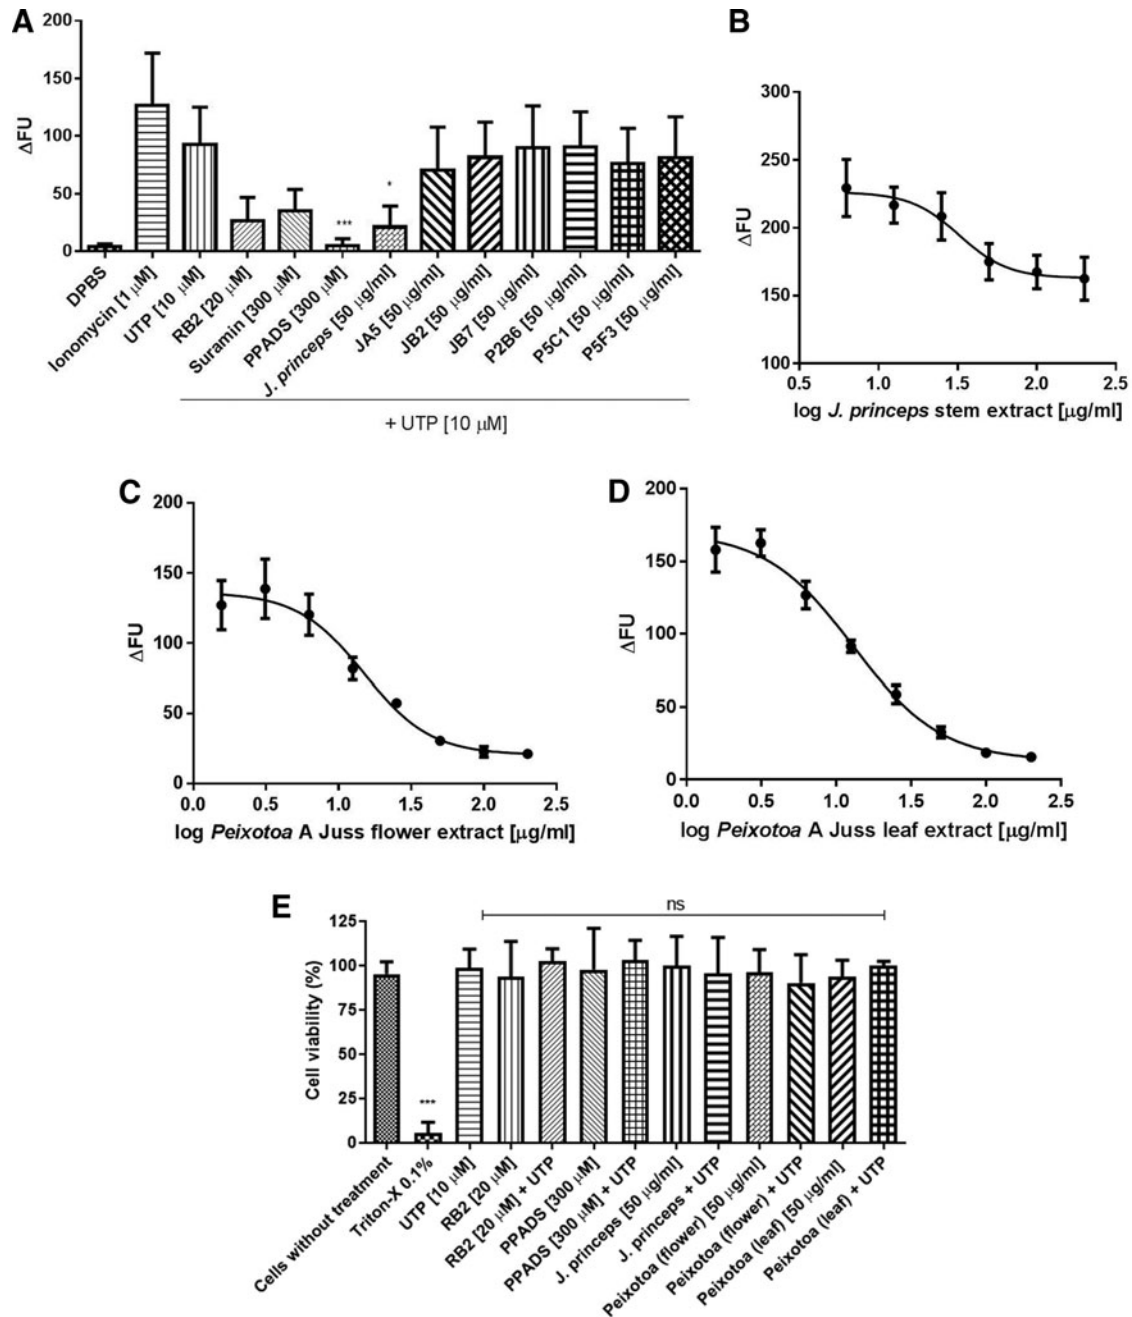 A
200
150
100
50
0
ΔFU
***
*
DPBS
Ionomycin [1 μM]
UTP [10 μM]
RB2 [20 μM]
Suramin [300 μM]
PPADS [300 μM]
J. princeps [50 μg/ml]
JA5 [50 μg/ml]
JB2 [50 μg/ml]
JB7 [50 μg/ml]
P2B6 [50 μg/ml]
P5C1 [50 μg/ml]
P5F3 [50 μg/ml]
+ UTP [10 μM]
B
300
250
200
150
100
ΔFU
0.5 1.0 1.5 2.0 2.5
log J. princeps stem extract [μg/ml]
C
200
150
100
50
0
ΔFU
0.0 0.5 1.0 1.5 2.0 2.5
log Peixotoa A Juss flower extract [μg/ml]
D
200
150
100
50
0
ΔFU
0.0 0.5 1.0 1.5 2.0 2.5
log Peixotoa A Juss leaf extract [μg/ml]
E
ns
125
100
75
50
25
0
Cell viability (%)
***
Cells without treatment
Triton-X 0.1%
UTP [10 μM]
RB2 [20 μM]
RB2 [20 μM] + UTP
PPADS [300 μM]
PPADS [300 μM] + UTP
J. princeps [50 μg/ml]
J. princeps + UTP
Peixotoa (flower) [50 μg/ml]
Peixotoa (flower) + UTP
Peixotoa (leaf) [50 μg/ml]
Peixotoa (leaf) + UTP